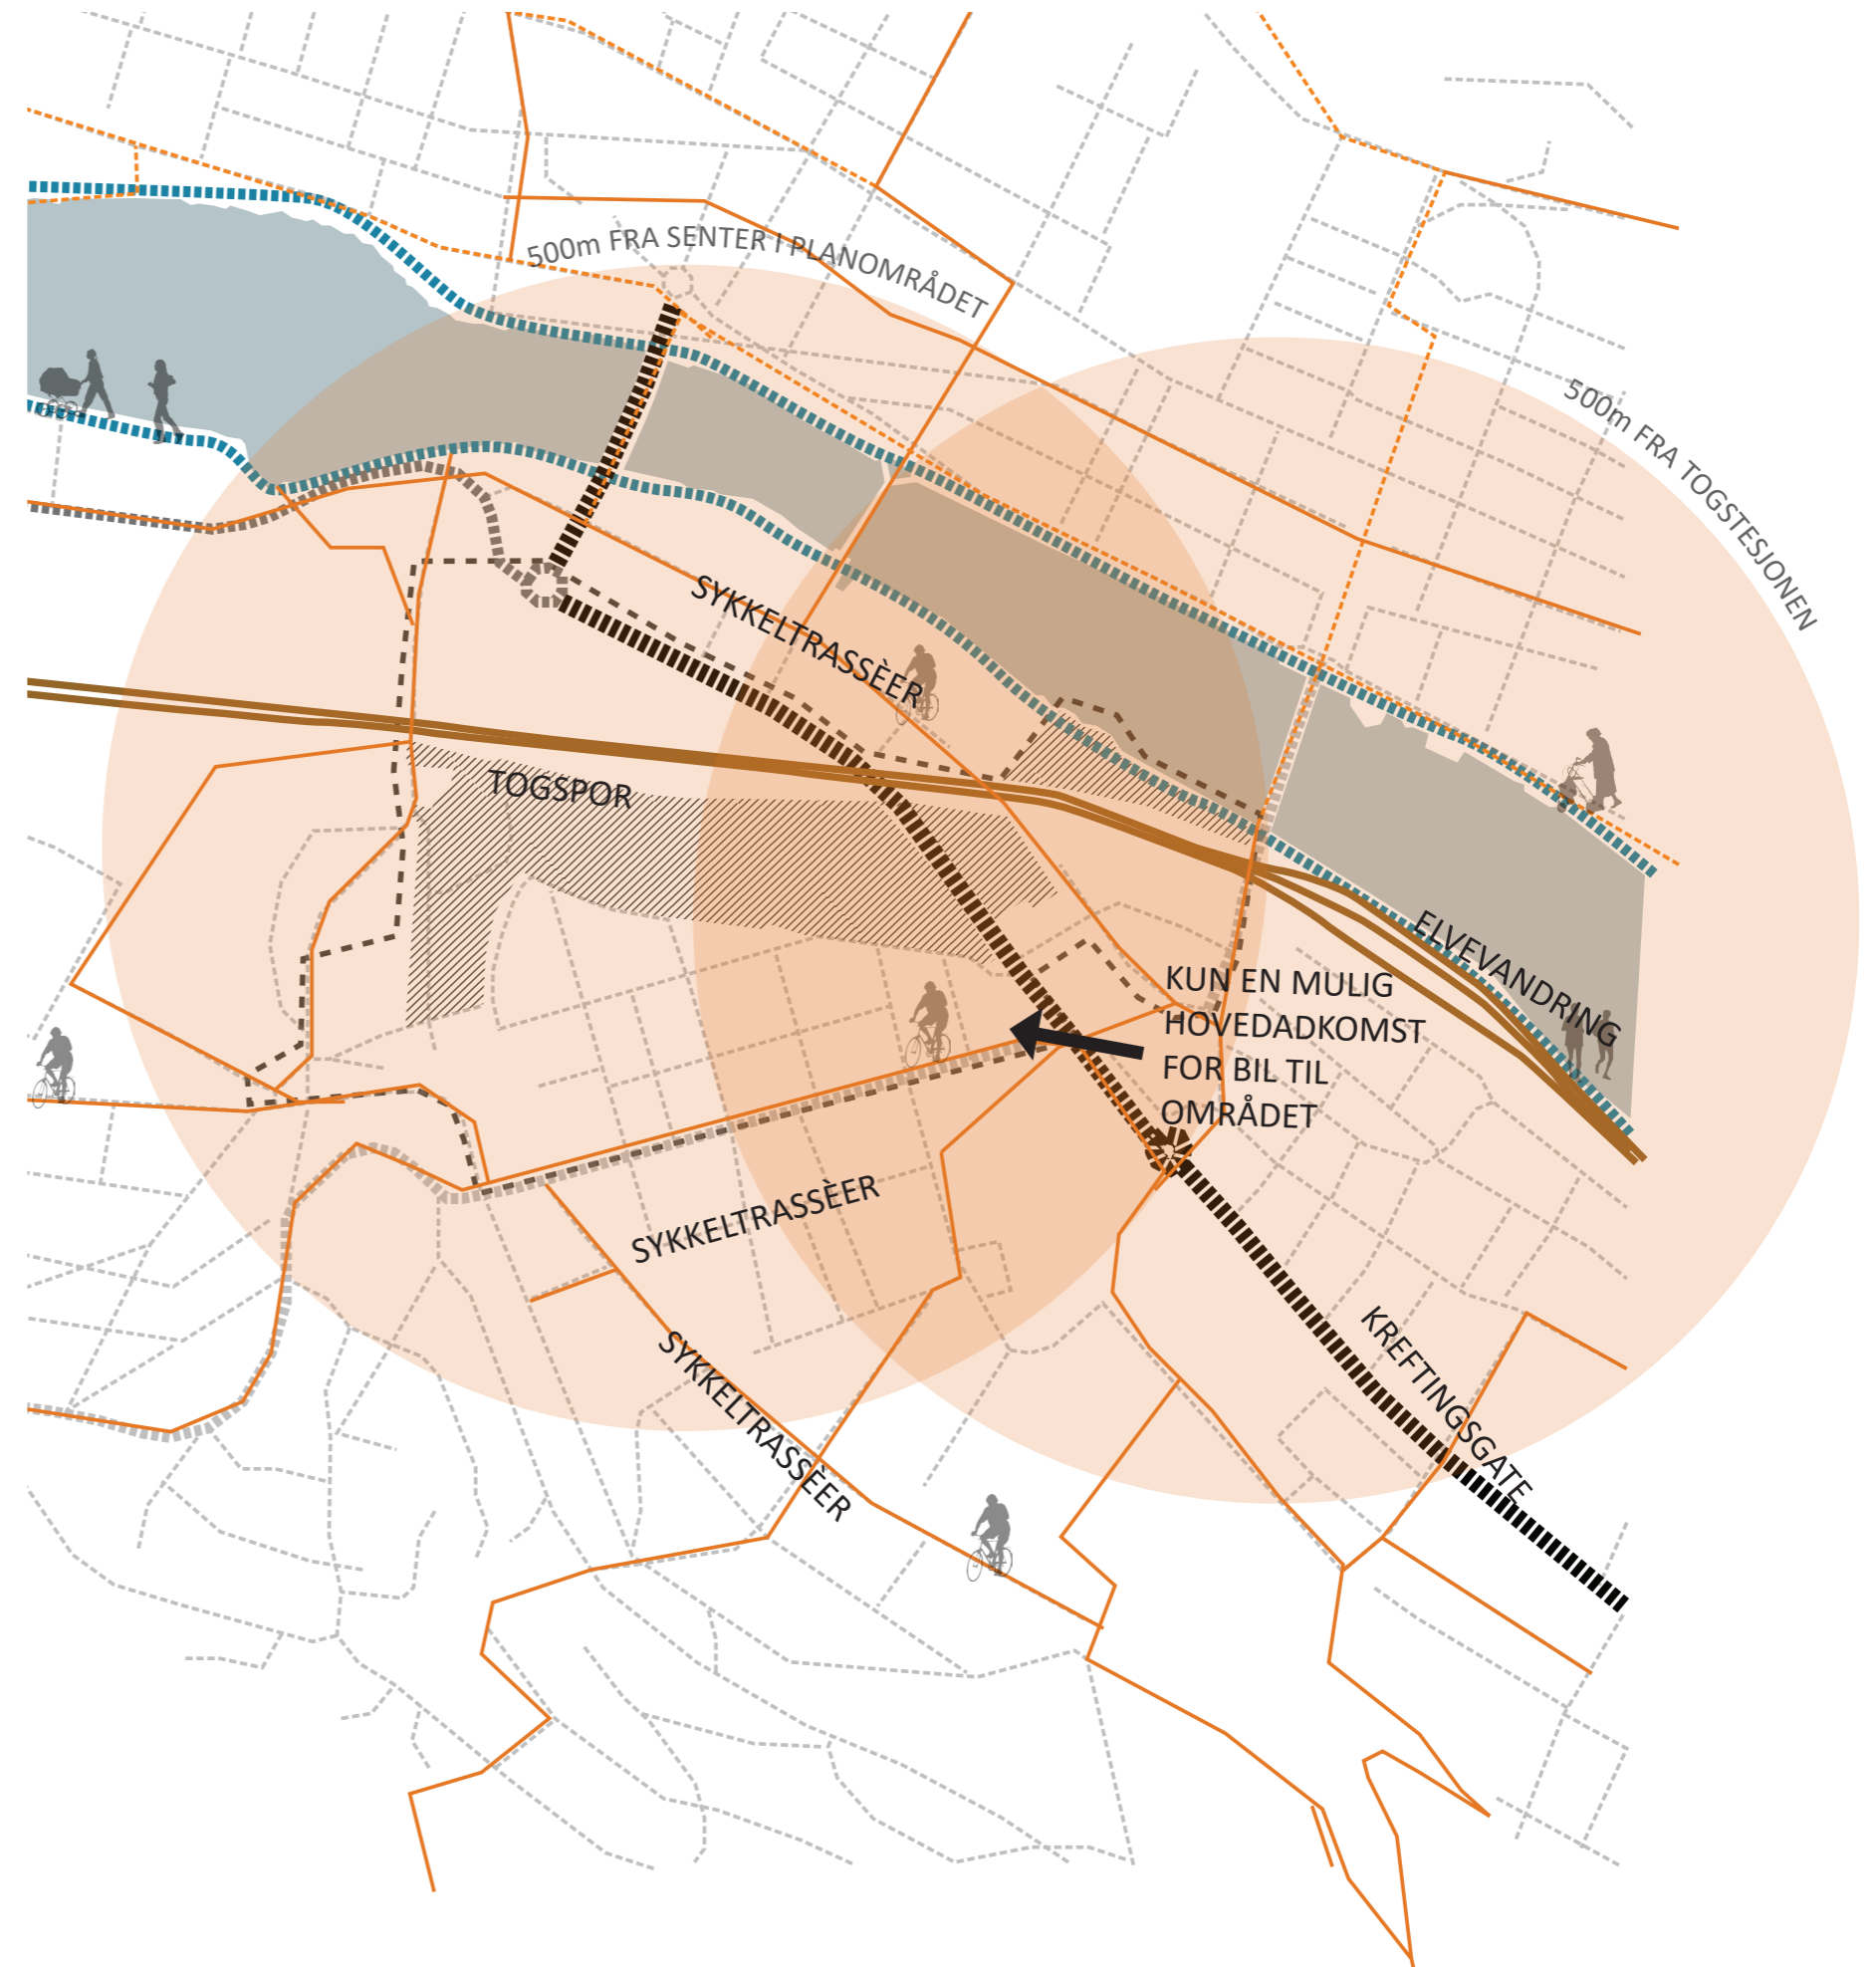 500m FRA SENTER I PLANOMRÅDET
500m FRA TOGSTESJONEN
SYKKELTRASSÈER
TOGSPOR
ELVEVANDRING
KUN EN MULIG
HOVEDADKOMST
FOR BIL TIL
OMRÅDET
SYKKELTRASSÈER
KREFTINGSGATE
SYKKELTRASSÈR